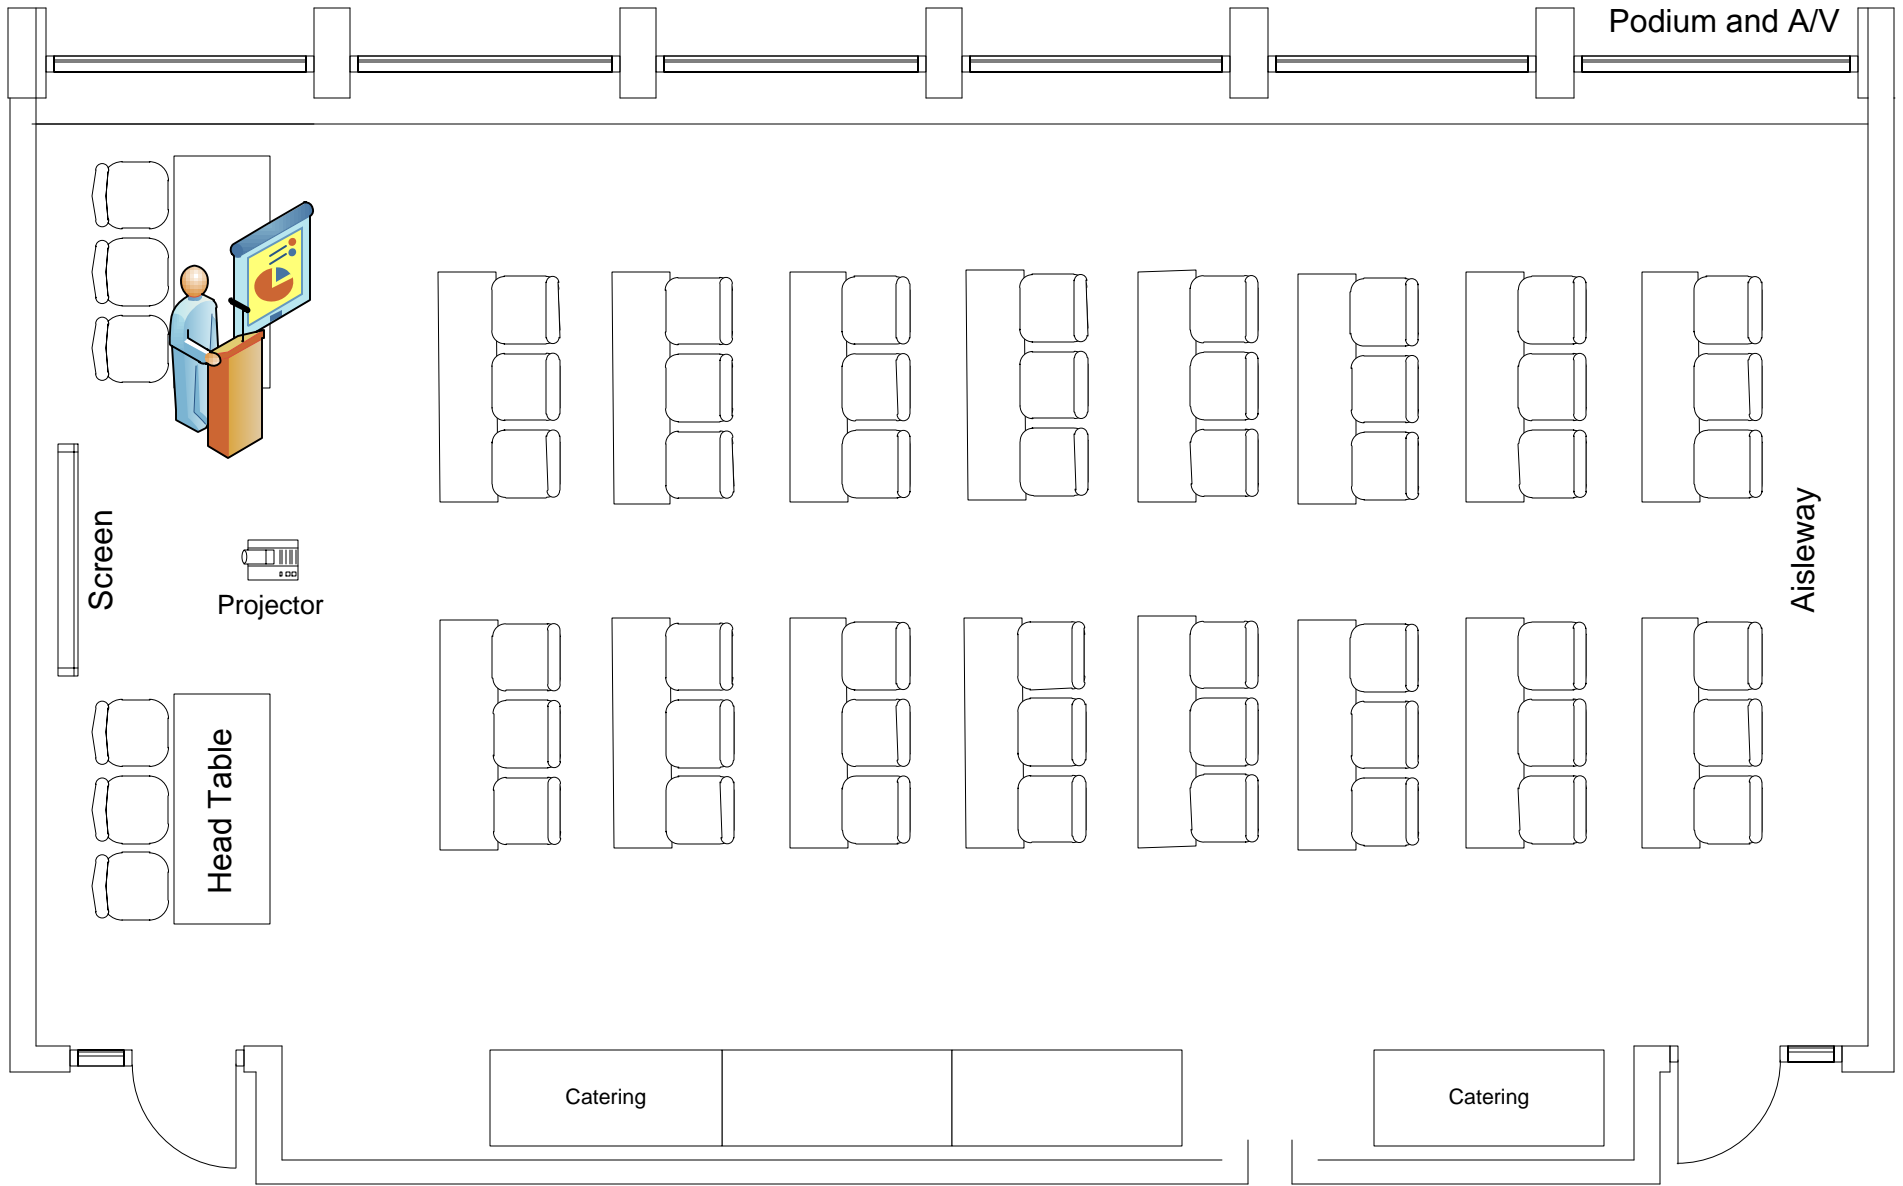 Podium and A/V
Screen
Projector
Aisleway
Head Table
Catering
Catering